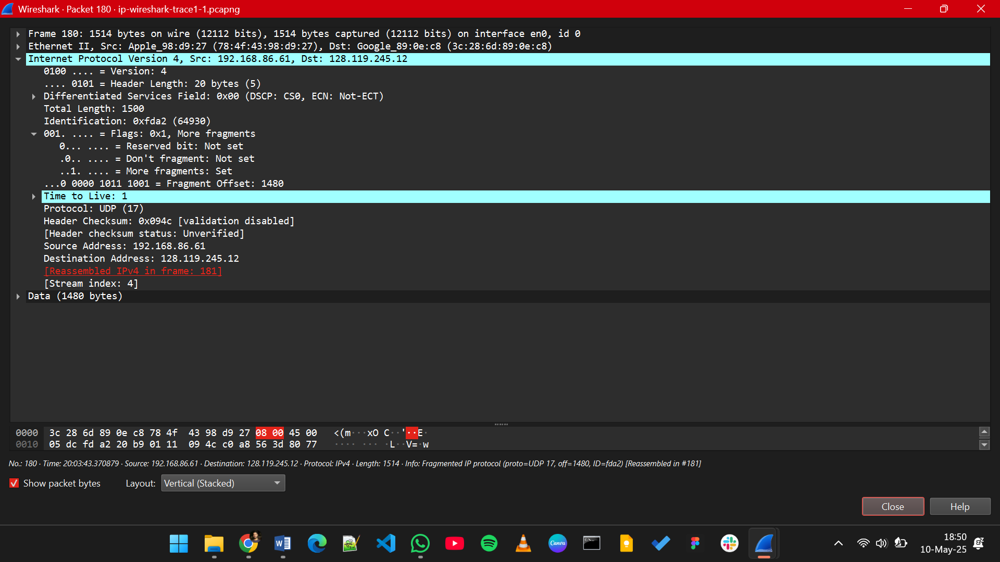 Wireshark · Packet 180 · ip-wireshark-trace1-1.pcapng
Frame 180: 1514 bytes on wire (12112 bits), 1514 bytes captured (12112 bits) on interface en0, id 0
Ethernet II, Src: Apple_98:d9:27 (78:4f:43:98:d9:27), Dst: Google_89:0e:c8 (3c:28:6d:89:0e:c8)
Internet Protocol Version 4, Src: 192.168.86.61, Dst: 128.119.245.12
0100 .... = Version: 4
.... 0101 = Header Length: 20 bytes (5)
Differentiated Services Field: 0x00 (DSCP: CS0, ECN: Not-ECT)
Total Length: 1500
Identification: 0xfda2 (64930)
001. .... = Flags: 0x1, More fragments
0... .... = Reserved bit: Not set
.0.. .... = Don't fragment: Not set
..1. .... = More fragments: Set
...0 0000 1011 1001 = Fragment Offset: 1480
Time to Live: 1
Protocol: UDP (17)
Header Checksum: 0x094c [validation disabled]
[Header checksum status: Unverified]
Source Address: 192.168.86.61
Destination Address: 128.119.245.12
[Reassembled IPv4 in frame: 181]
[Stream index: 4]
Data (1480 bytes)
0000 3c 28 6d 89 0e c8 78 4f 43 98 d9 27 08 00 45 00 <(m···xO C··'··E·
0010 05 dc fd a2 20 b9 01 11 09 4c c0 a8 56 3d 80 77 ···· ··· ·L··V=·w
No.: 180 · Time: 20:03:43.370879 · Source: 192.168.86.61 · Destination: 128.119.245.12 · Protocol: IPv4 · Length: 1514 · Info: Fragmented IP protocol (proto=UDP 17, off=1480, ID=fda2) [Reassembled in #181]
Show packet bytes Layout: Vertical (Stacked)
Close Help
Canva
18:50
10-May-25